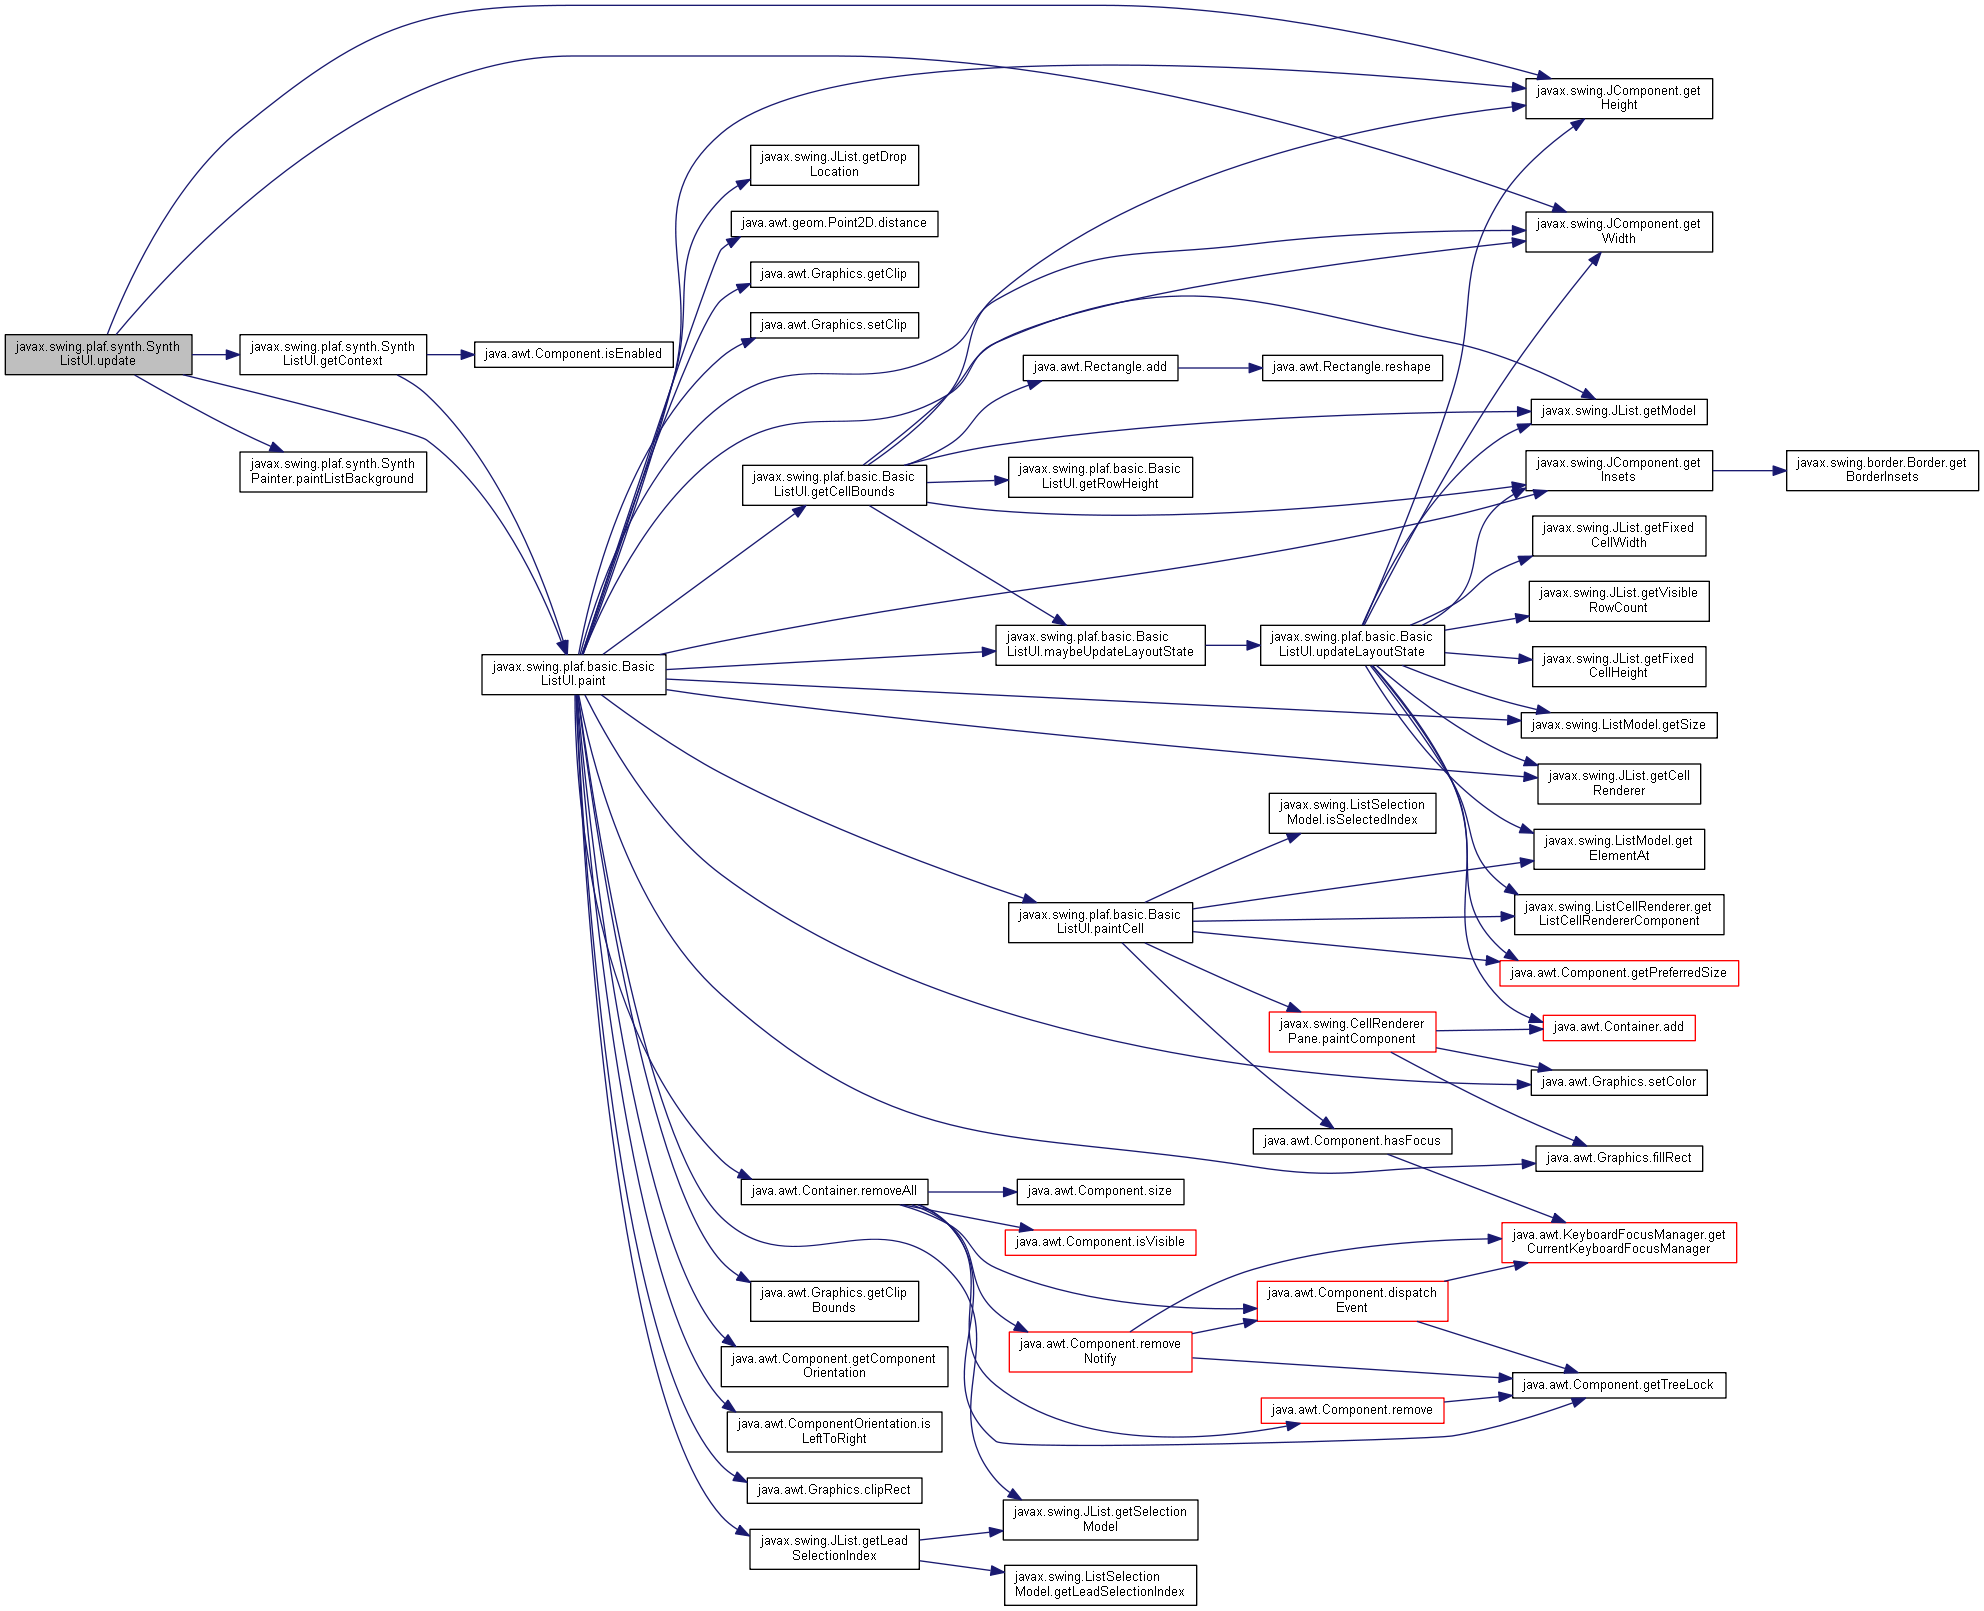 javax.swing.plaf.synth.Synth
ListUI.update
javax.swing.plaf.synth.Synth
ListUI.getContext
javax.swing.plaf.synth.Synth
Painter.paintListBackground
java.awt.Component.isEnabled
javax.swing.plaf.basic.Basic
ListUI.paint
javax.swing.JList.getDrop
Location
java.awt.geom.Point2D.distance
java.awt.Graphics.getClip
java.awt.Graphics.setClip
javax.swing.plaf.basic.Basic
ListUI.getCellBounds
java.awt.Container.removeAll
java.awt.Graphics.getClip
Bounds
java.awt.Component.getComponent
Orientation
java.awt.ComponentOrientation.is
LeftToRight
java.awt.Graphics.clipRect
javax.swing.JList.getLead
SelectionIndex
java.awt.Rectangle.add
javax.swing.plaf.basic.Basic
ListUI.getRowHeight
javax.swing.plaf.basic.Basic
ListUI.maybeUpdateLayoutState
javax.swing.plaf.basic.Basic
ListUI.paintCell
java.awt.Component.size
java.awt.Component.isVisible
java.awt.Component.remove
Notify
javax.swing.JList.getSelection
Model
javax.swing.ListSelection
Model.getLeadSelectionIndex
java.awt.Rectangle.reshape
javax.swing.plaf.basic.Basic
ListUI.updateLayoutState
javax.swing.ListSelection
Model.isSelectedIndex
javax.swing.CellRenderer
Pane.paintComponent
java.awt.Component.hasFocus
java.awt.Component.dispatch
Event
java.awt.Component.remove
javax.swing.JComponent.get
Height
javax.swing.JComponent.get
Width
javax.swing.JList.getModel
javax.swing.JComponent.get
Insets
javax.swing.JList.getFixed
CellWidth
javax.swing.JList.getVisible
RowCount
javax.swing.JList.getFixed
CellHeight
javax.swing.ListModel.getSize
javax.swing.JList.getCell
Renderer
javax.swing.ListModel.get
ElementAt
javax.swing.ListCellRenderer.get
ListCellRendererComponent
java.awt.Component.getPreferredSize
java.awt.Container.add
java.awt.Graphics.setColor
java.awt.Graphics.fillRect
java.awt.KeyboardFocusManager.get
CurrentKeyboardFocusManager
java.awt.Component.getTreeLock
javax.swing.border.Border.get
BorderInsets